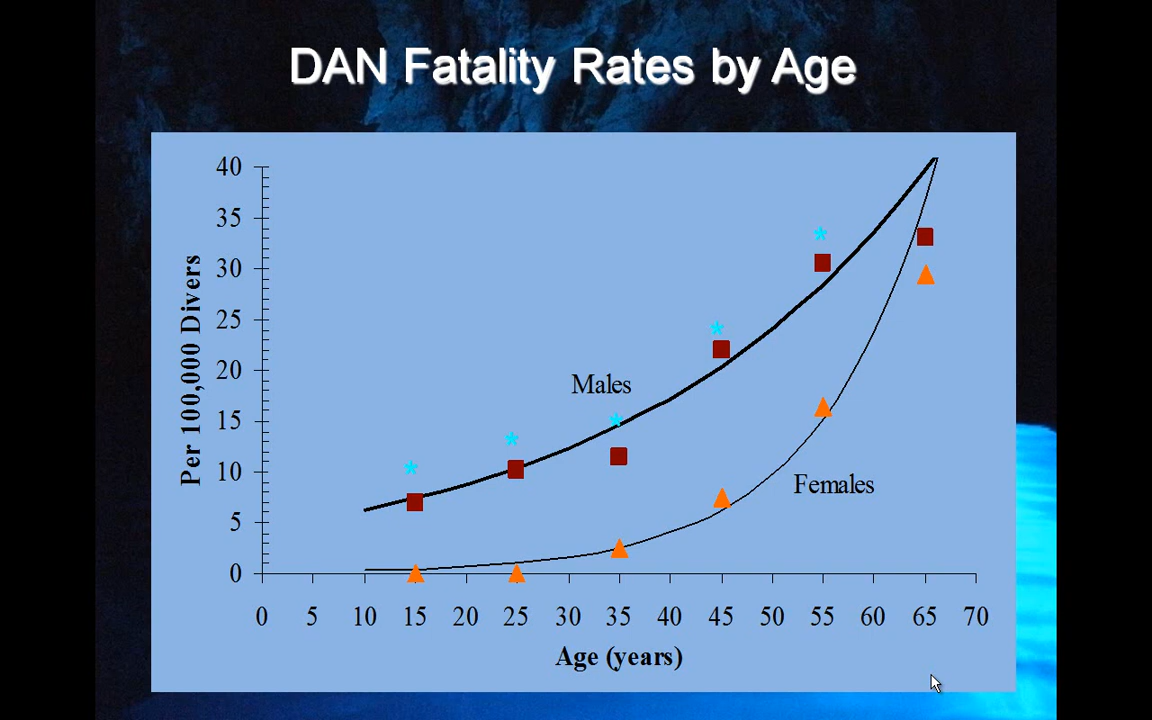 DAN Fatality Rates by Age
40
35
30
25
20
15
10
5
0
Per 100,000 Divers
Males
Females
* * * * *
0 5 10 15 20 25 30 35 40 45 50 55 60 65 70
Age (years)